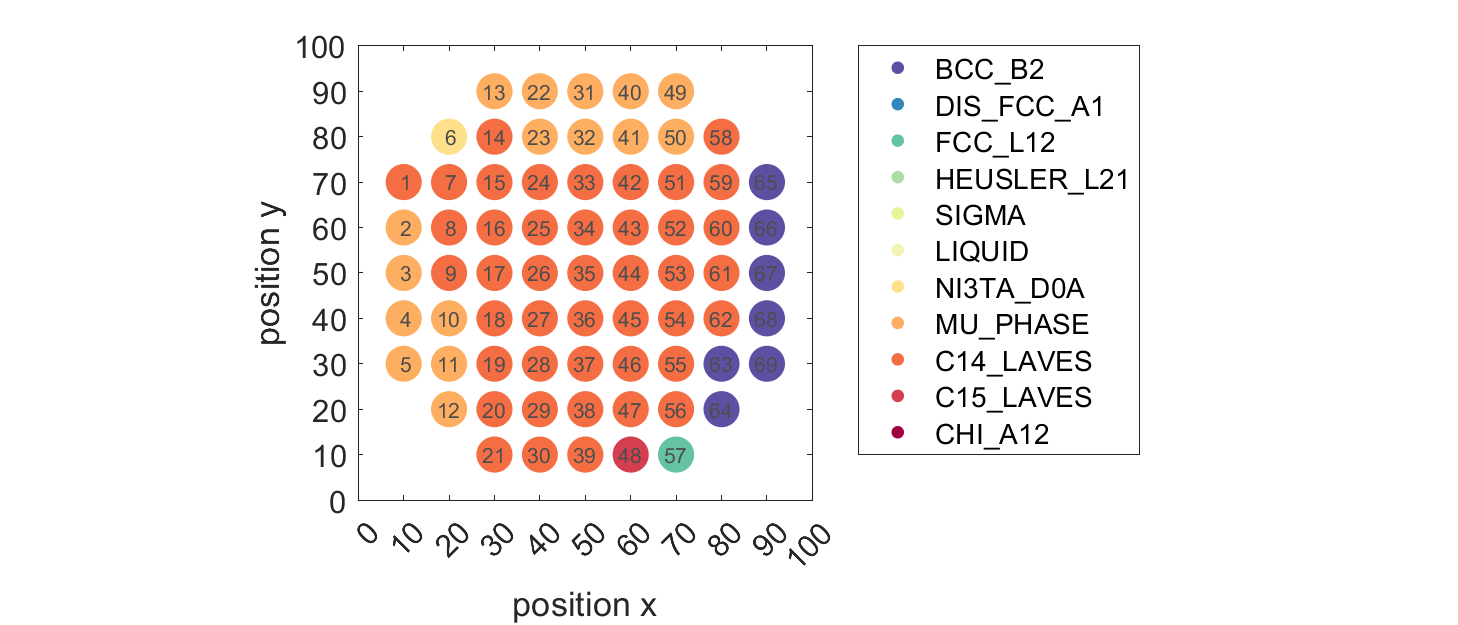 100
90
80
70
60
50
40
30
20
10
0
position y
13 22 31 40 49
6 14 23 32 41 50 58
1 7 15 24 33 42 51 59 65
2 8 16 25 34 43 52 60 66
3 9 17 26 35 44 53 61 67
4 10 18 27 36 45 54 62 68
5 11 19 28 37 46 55 63 69
12 20 29 38 47 56 64
21 30 39 48 57
0 10 20 30 40 50 60 70 80 90 100
position x
BCC_B2
DIS_FCC_A1
FCC_L12
HEUSLER_L21
SIGMA
LIQUID
NI3TA_D0A
MU_PHASE
C14_LAVES
C15_LAVES
CHI_A12